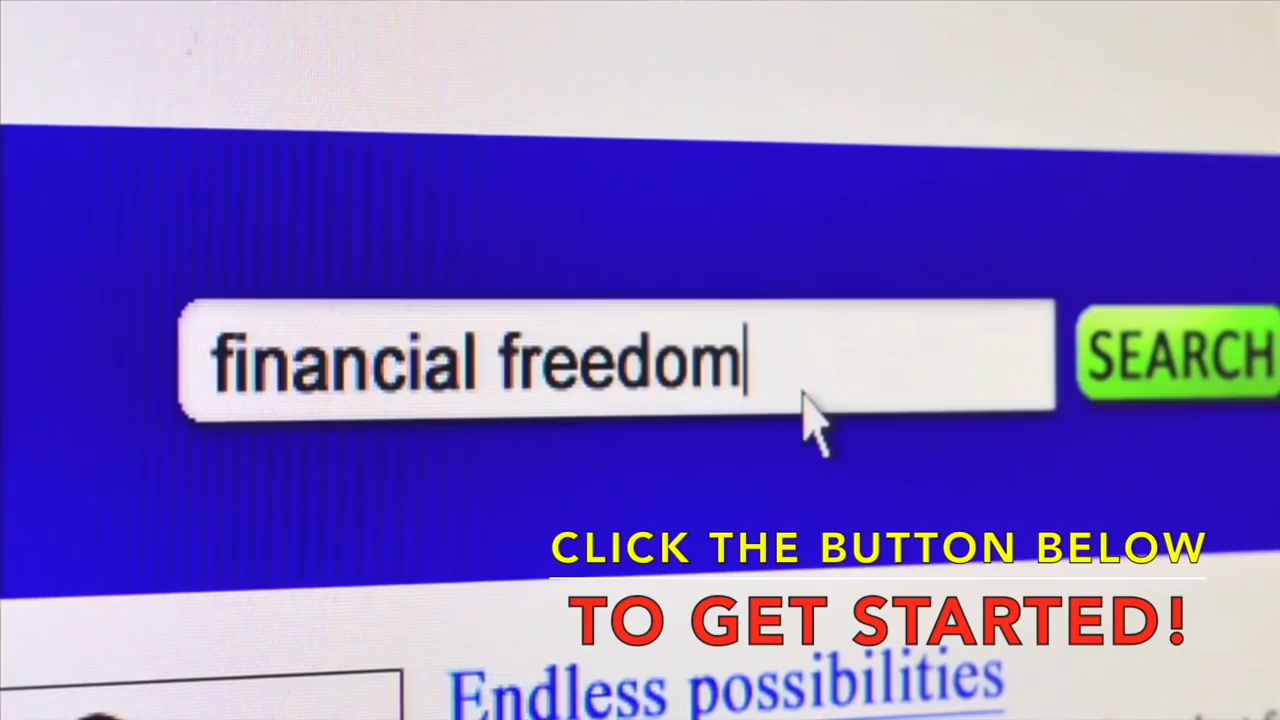 financial freedom
SEARCH
CLICK THE BUTTON BELOW
TO GET STARTED!
Endless possibilities